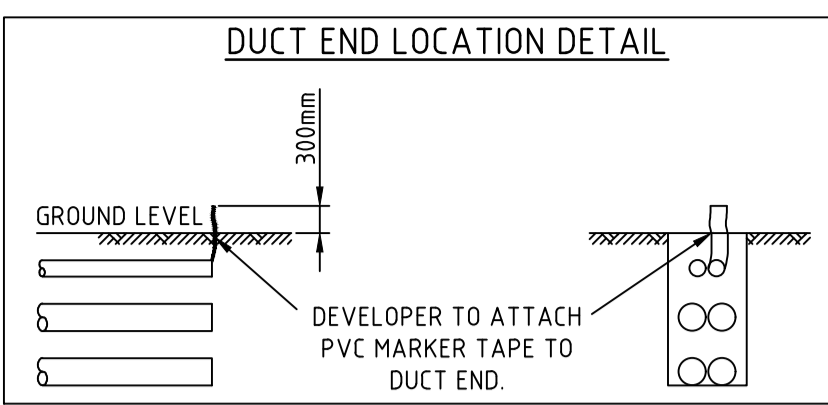 DUCT END LOCATION DETAIL
300mm
GROUND LEVEL
DEVELOPER TO ATTACH
PVC MARKER TAPE TO
DUCT END.